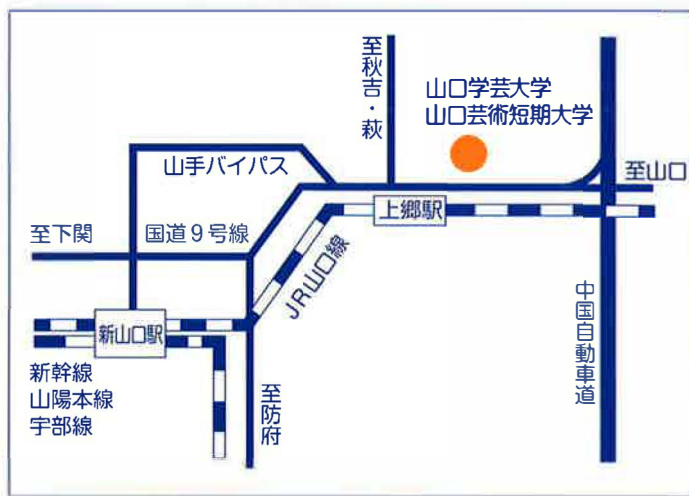 至秋吉・萩
山口学芸大学
山口芸術短期大学
山手バイパス
至山口
上郷駅
至下関
国道9号線
JR山口線
中国自動車道
新山口駅
新幹線
山陽本線
宇部線
至防府